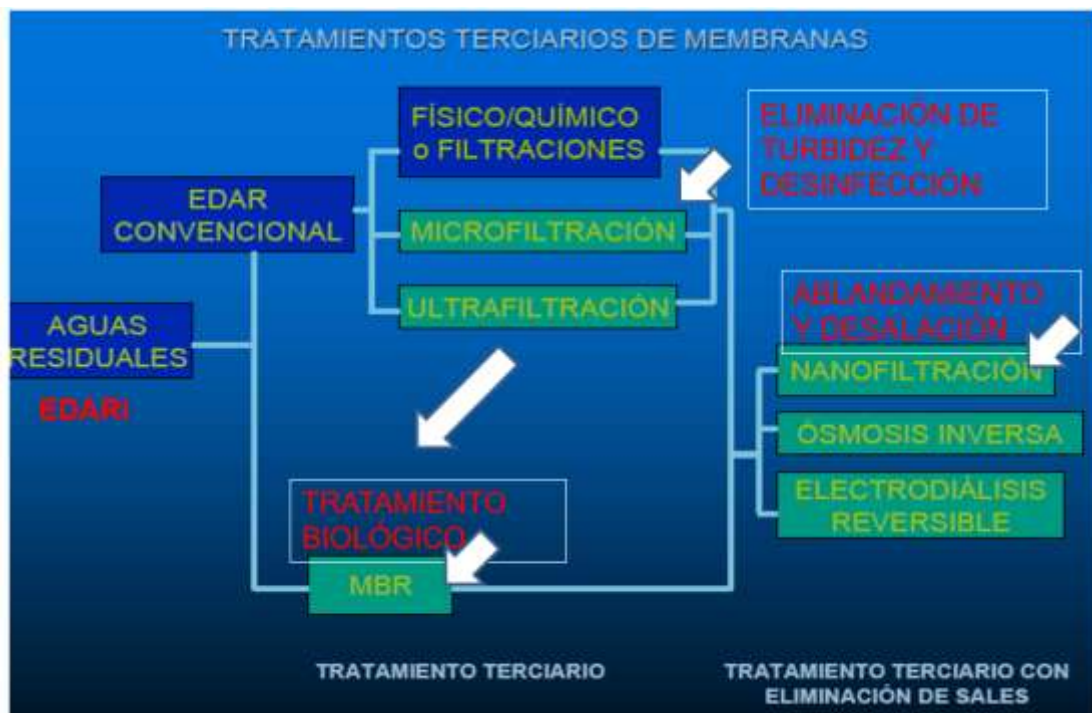 TRATAMIENTOS TERCIARIOS DE MEMBRANAS
FÍSICO/QUÍMICO
o FILTRACIONES
ELIMINACIÓN DE
TURBIDEZ Y
DESINFECCIÓN
EDAR
CONVENCIONAL
MICROFILTRACIÓN
ULTRAFILTRACIÓN
ABLANDAMIENTO
Y DESALACIÓN
AGUAS
RESIDUALES
EDARI
NANOFILTRACIÓN
ÓSMOSIS INVERSA
ELECTRODIÁLISIS
REVERSIBLE
TRATAMIENTO
BIOLÓGICO
MBR
TRATAMIENTO TERCIARIO
TRATAMIENTO TERCIARIO CON
ELIMINACIÓN DE SALES